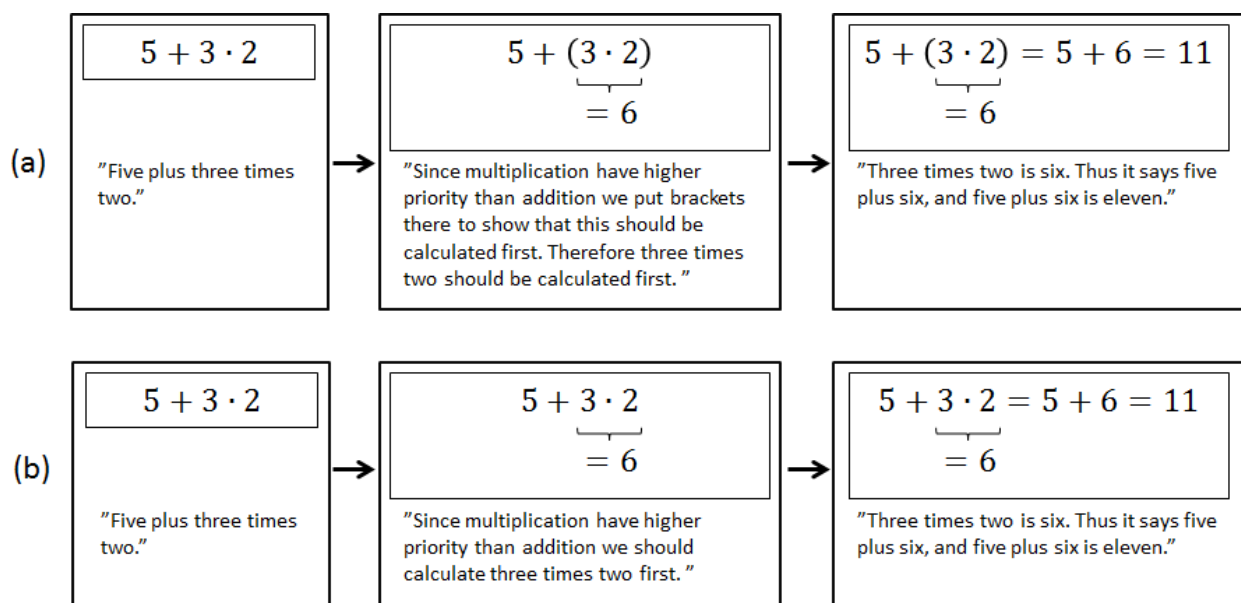 5 + 3 · 2
"Five plus three times
two."
5 + (3 · 2)
= 6
"Since multiplication have higher
priority than addition we put brackets
there to show that this should be
calculated first. Therefore three times
two should be calculated first. "
5 + (3 · 2) = 5 + 6 = 11
= 6
"Three times two is six. Thus it says five
plus six, and five plus six is eleven."
(a)
5 + 3 · 2
"Five plus three times
two."
5 + 3 · 2
= 6
"Since multiplication have higher
priority than addition we should
calculate three times two first. "
5 + 3 · 2 = 5 + 6 = 11
= 6
"Three times two is six. Thus it says five
plus six, and five plus six is eleven."
(b)